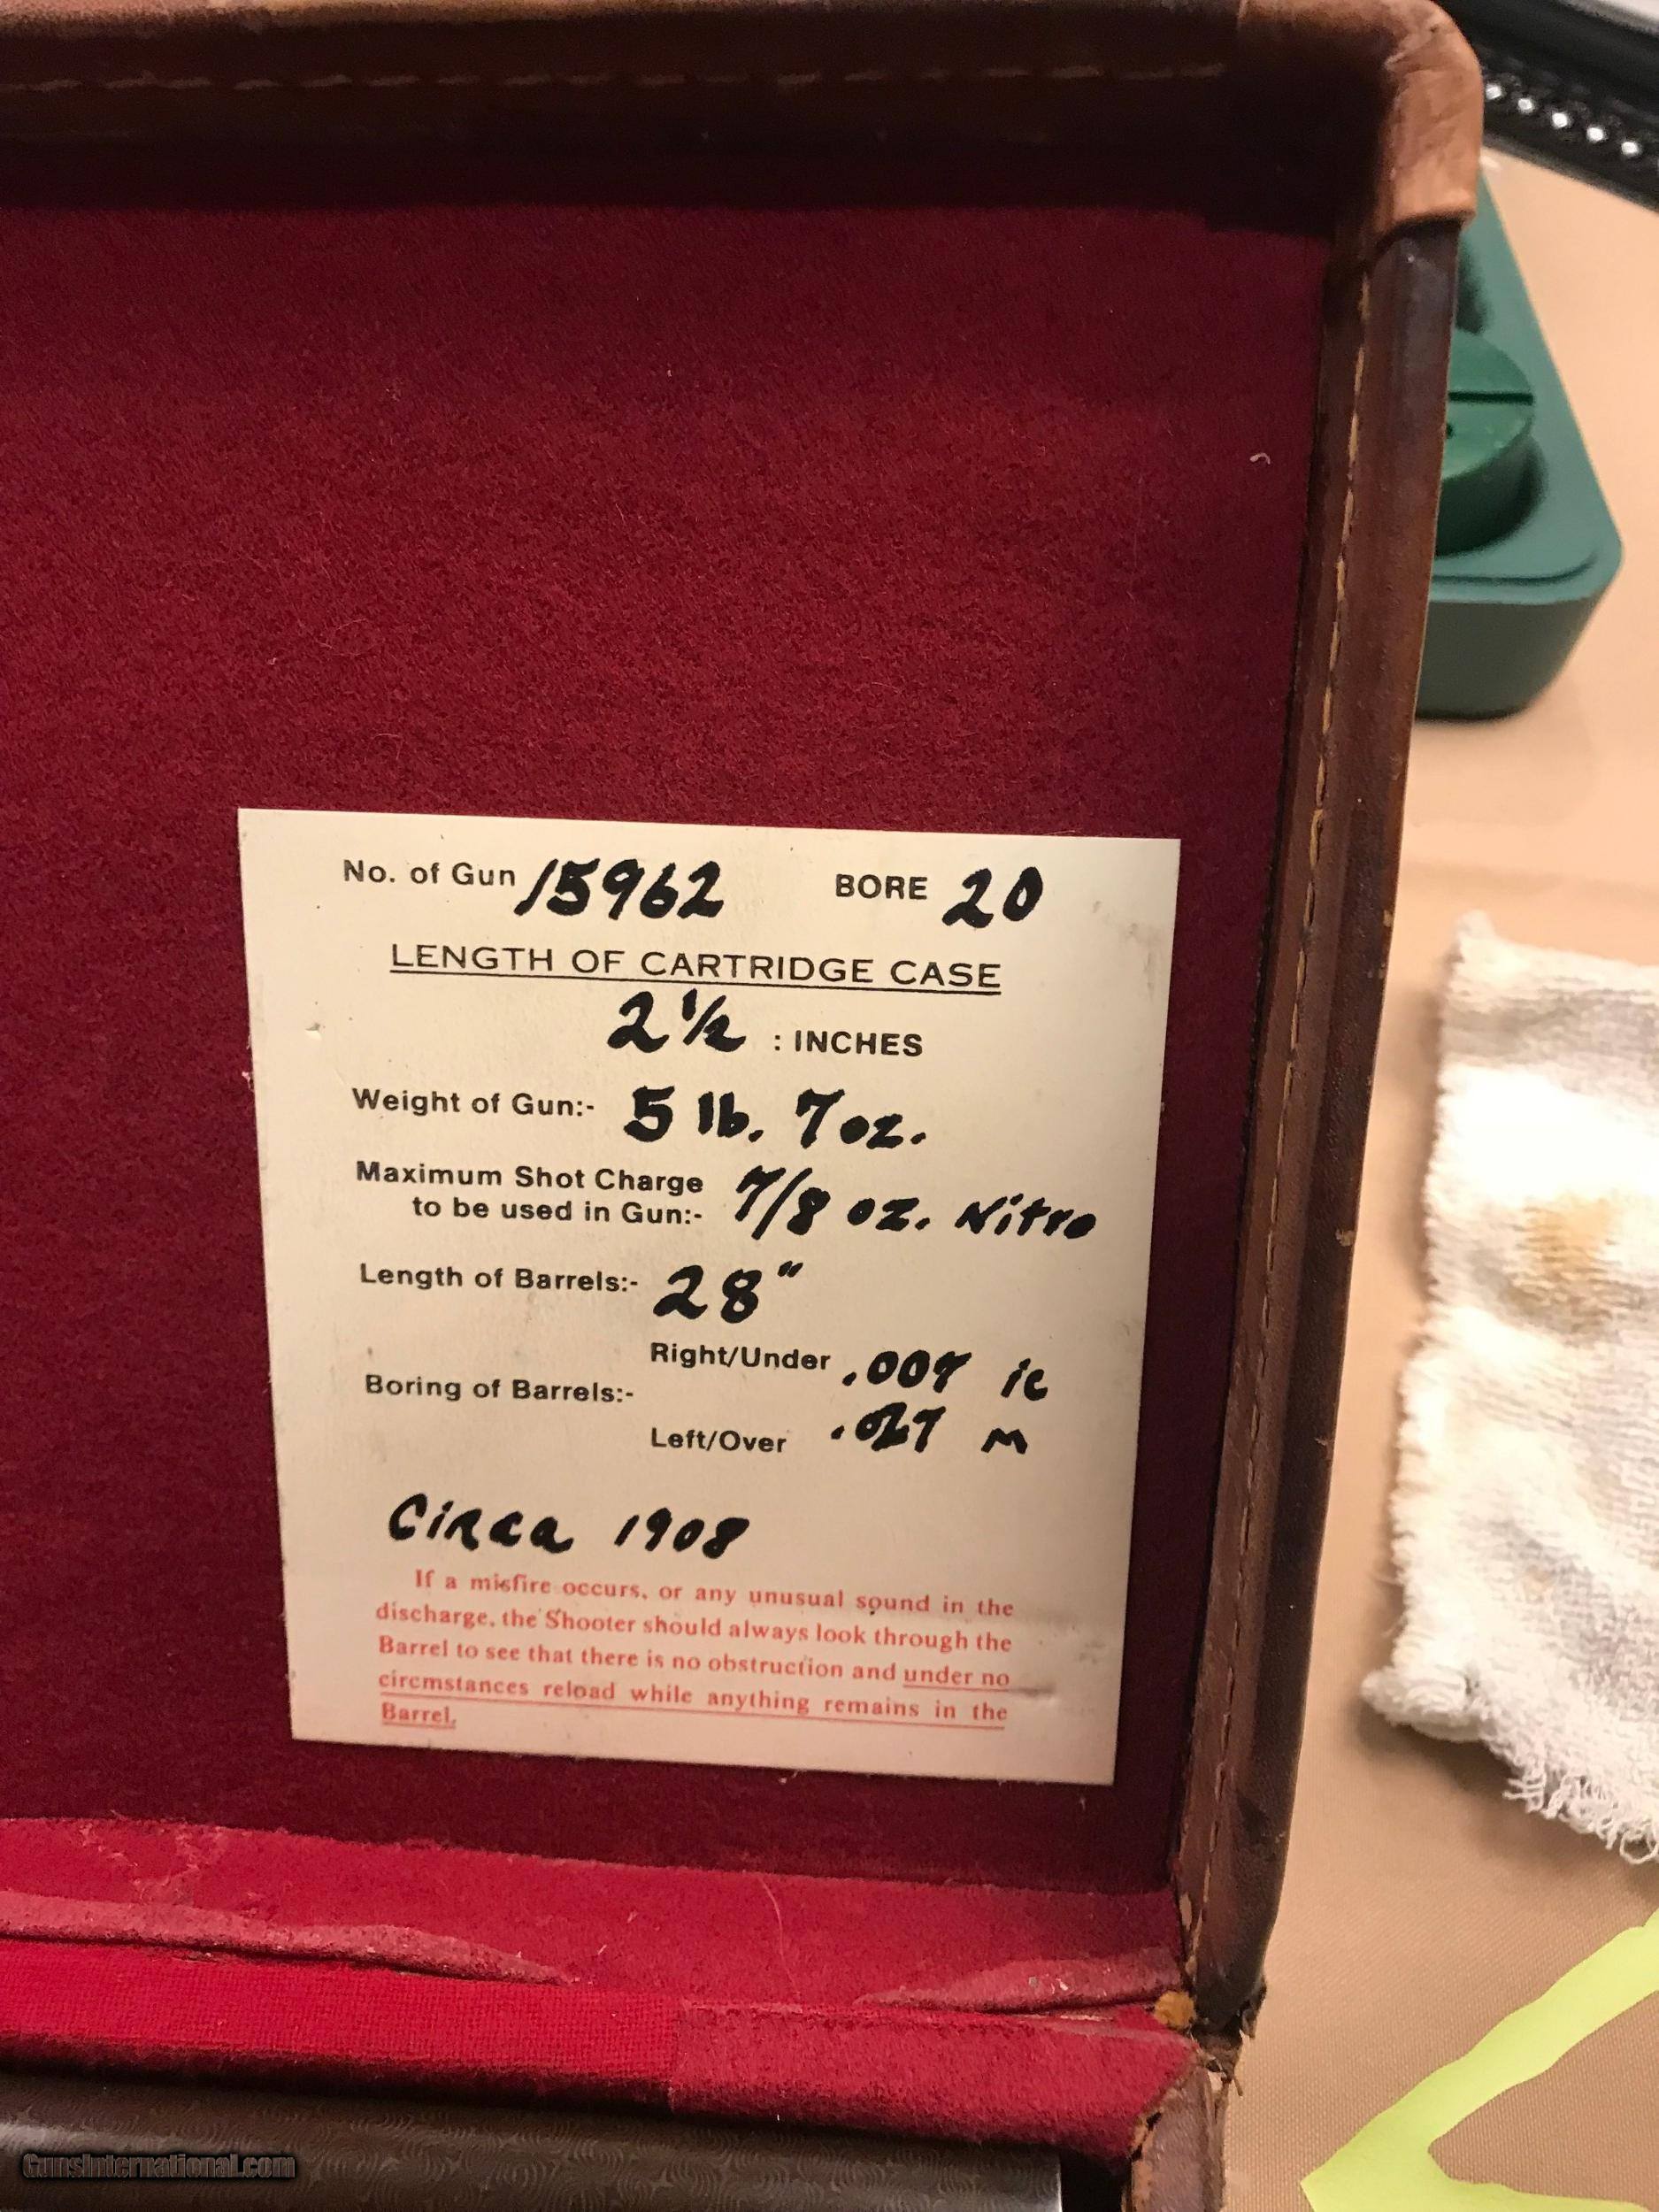 No. of Gun 15962 BORE 20
LENGTH OF CARTRIDGE CASE
2 1/2 : INCHES
Weight of Gun:- 5 lb. 7 oz.
Maximum Shot Charge
to be used in Gun:- 7/8 oz. Nitro
Length of Barrels:- 28"
Right/Under .007 ic
Boring of Barrels:-
Left/Over .027 M
Circa 1908
If a misfire occurs, or any unusual sound in the
discharge, the Shooter should always look through the
Barrel to see that there is no obstruction and under no
circmstances reload while anything remains in the
Barrel.
GunsInternational.com